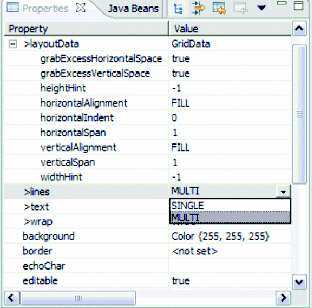 Properties Java Beans
Property Value
>layoutData GridData
grabExcessHorizontalSpace true
grabExcessVerticalSpace true
heightHint -1
horizontalAlignment FILL
horizontalIndent 0
horizontalSpan 1
verticalAlignment FILL
verticalSpan 1
widthHint -1
>lines MULTI
>text SINGLE
>wrap MULTI
background Color {255, 255, 255}
border <not set>
echoChar
editable true